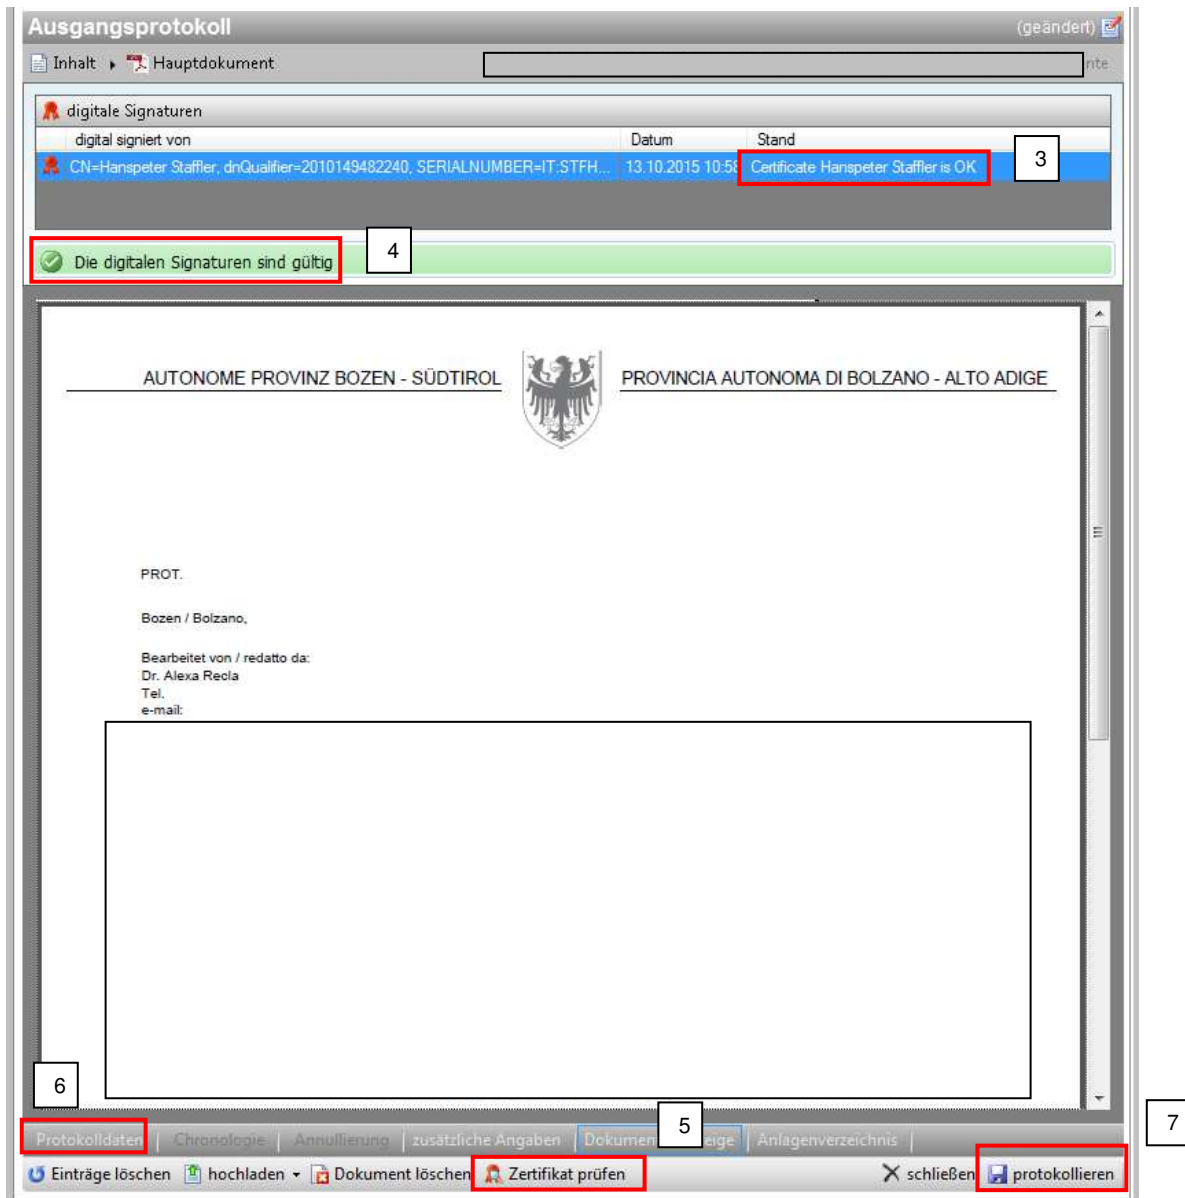 Ausgangsprotokoll (geändert)
Inhalt Hauptdokument nte
digitale Signaturen
digital signiert von Datum Stand
CN=Hanspeter Staffler, dnQualifier=2010149482240, SERIALNUMBER=IT:STFH... 13.10.2015 10:58 Certificate Hanspeter Staffler is OK
3
4
Die digitalen Signaturen sind gültig
AUTONOME PROVINZ BOZEN - SÜDTIROL PROVINCIA AUTONOMA DI BOLZANO - ALTO ADIGE
PROT.
Bozen / Bolzano,
Bearbeitet von / redatto da:
Dr. Alexa Recla
Tel.
e-mail:
6
5
7
Protokolldaten | Chronologie | Annullierung | zusätzliche Angaben | Dokumen eige | Anlagenverzeichnis |
Einträge löschen hochladen Dokument löschen Zertifikat prüfen schließen protokollieren